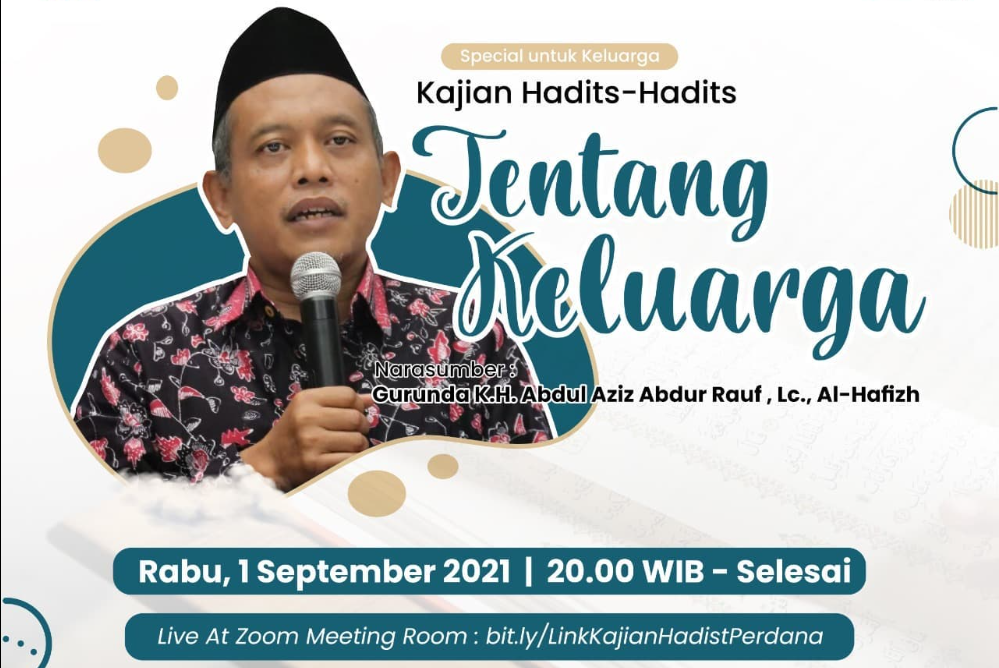 Special untuk Keluarga
Kajian Hadits-Hadits
Tentang
Keluarga
Narasumber :
Gurunda K.H. Abdul Aziz Abdur Rauf , Lc., Al-Hafizh
Rabu, 1 September 2021 | 20.00 WIB - Selesai
Live At Zoom Meeting Room : bit.ly/LinkKajianHadistPerdana